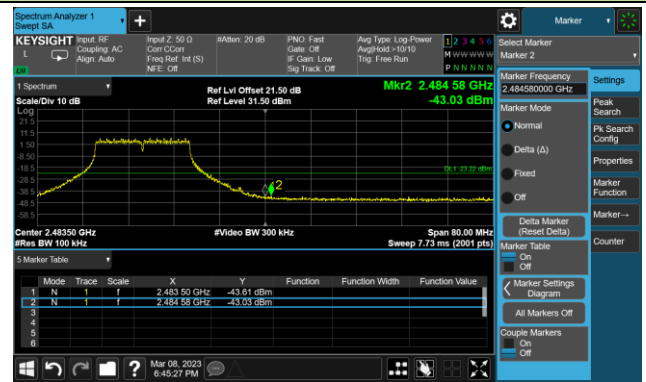 Spectrum Analyzer 1
Swept SA
Marker
KEYSIGHT
L
Input: RF
Coupling: AC
Align: Auto
Input Z: 50 Ω
Corr CCorr
Freq Ref: Int (S)
NFE: Off
#Atten: 20 dB
PNO: Fast
Gate: Off
IF Gain: Low
Sig Track: Off
Avg Type: Log-Power
Avg|Hold:>10/10
Trig: Free Run
1 2 3 4 5 6
M W W W W W
P N N N N N
Select Marker
Marker 2
1 Spectrum
Scale/Div 10 dB
Log
Ref Lvl Offset 21.50 dB
Ref Level 31.50 dBm
Mkr2 2.484 58 GHz
-43.03 dBm
21.5
11.5
1.50
-8.50
-18.5
-28.5
-38.5
-48.5
-58.5
DL1 -23.22 dBm
2
Center 2.48350 GHz
#Res BW 100 kHz
#Video BW 300 kHz
Span 80.00 MHz
Sweep 7.73 ms (2001 pts)
5 Marker Table
Mode Trace Scale X Y Function Function Width Function Value
1 N 1 f 2.483 50 GHz -43.61 dBm
2 N 1 f 2.484 58 GHz -43.03 dBm
3
4
5
6
Marker Frequency
2.484580000 GHz
Marker Mode
Normal
Delta (Δ)
Fixed
Off
Delta Marker
(Reset Delta)
Marker Table
On
Off
Marker Settings
Diagram
All Markers Off
Couple Markers
On
Off
Settings
Peak
Search
Pk Search
Config
Properties
Marker
Function
Marker→
Counter
?
Mar 08, 2023
6:45:27 PM